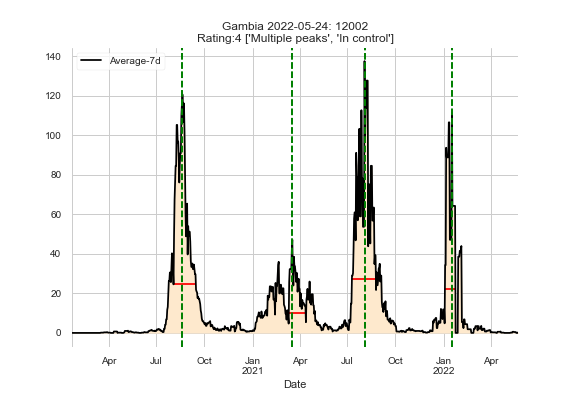 Gambia 2022-05-24: 12002
Rating:4 ['Multiple peaks', 'In control']
Average-7d
140
120
100
80
60
40
20
0
Apr Jul Oct Jan Apr Jul Oct Jan Apr
2021 2022
Date